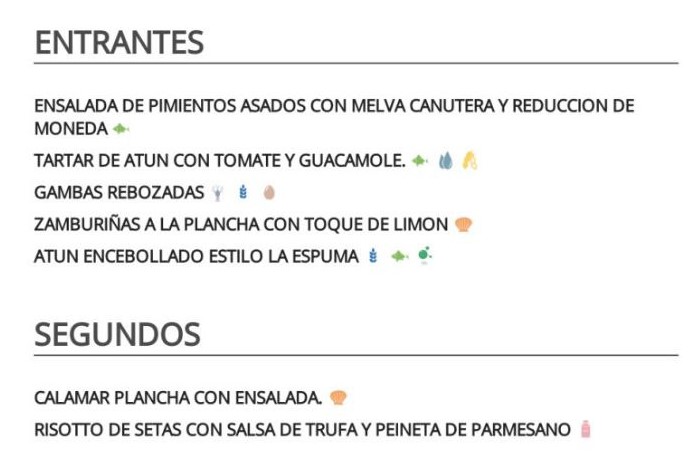 ENTRANTES
ENSALADA DE PIMIENTOS ASADOS CON MELVA CANUTERA Y REDUCCION DE
MONEDA
TARTAR DE ATUN CON TOMATE Y GUACAMOLE.
GAMBAS REBOZADAS
ZAMBURIÑAS A LA PLANCHA CON TOQUE DE LIMON
ATUN ENCEBOLLADO ESTILO LA ESPUMA
SEGUNDOS
CALAMAR PLANCHA CON ENSALADA.
RISOTTO DE SETAS CON SALSA DE TRUFA Y PEINETA DE PARMESANO